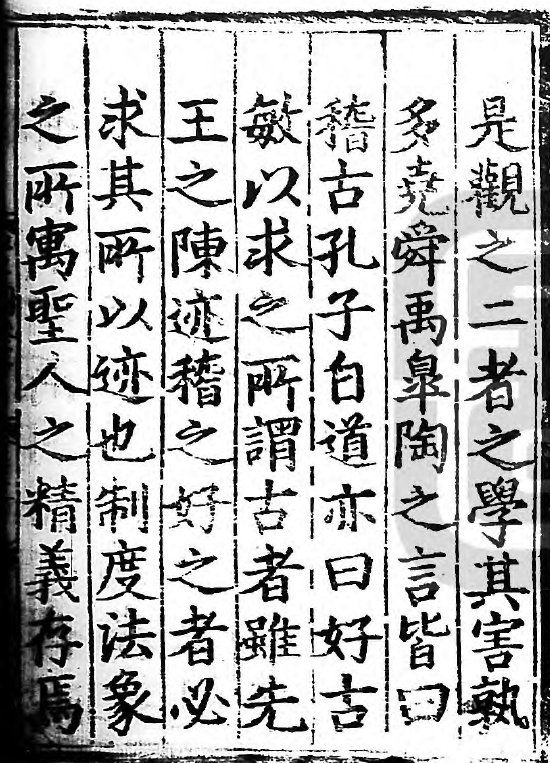 是觀之二者之學其害孰
多堯舜禹臯陶之言皆曰
稽古孔子自道亦曰好古
敏以求之所謂古者雖先
王之陳迹稽之好之者必
求其所以迹也制度法象
之所寓聖人之精義存焉